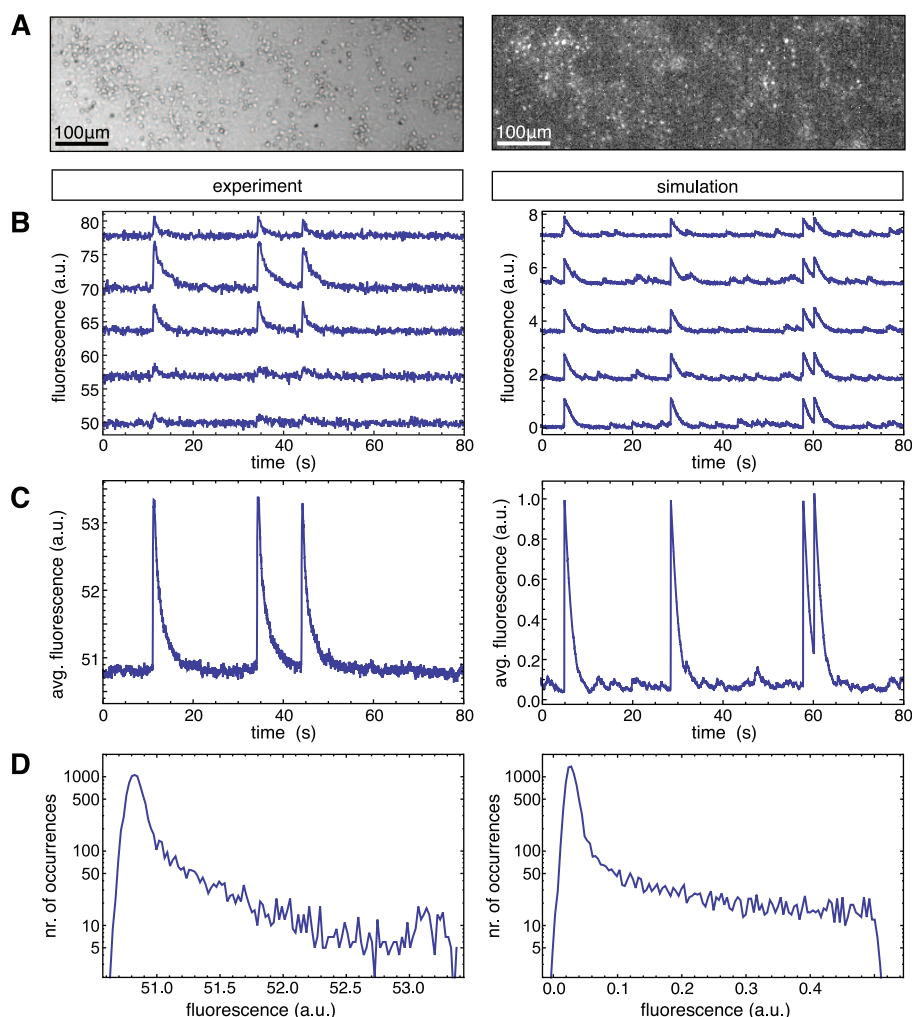 A
100µm
100µm
experiment
simulation
B
fluorescence (a.u.)
80
75
70
65
60
55
50
0 20 40 60 80
time (s)
fluorescence (a.u.)
8
6
4
2
0
0 20 40 60 80
time (s)
C
avg. fluorescence (a.u.)
53
52
51
0 20 40 60 80
time (s)
avg. fluorescence (a.u.)
1.0
0.8
0.6
0.4
0.2
0.0
0 20 40 60 80
time (s)
D
nr. of occurrences
1000
500
100
50
10
5
51.0 51.5 52.0 52.5 53.0
fluorescence (a.u.)
nr. of occurrences
1000
500
100
50
10
5
0.0 0.1 0.2 0.3 0.4
fluorescence (a.u.)